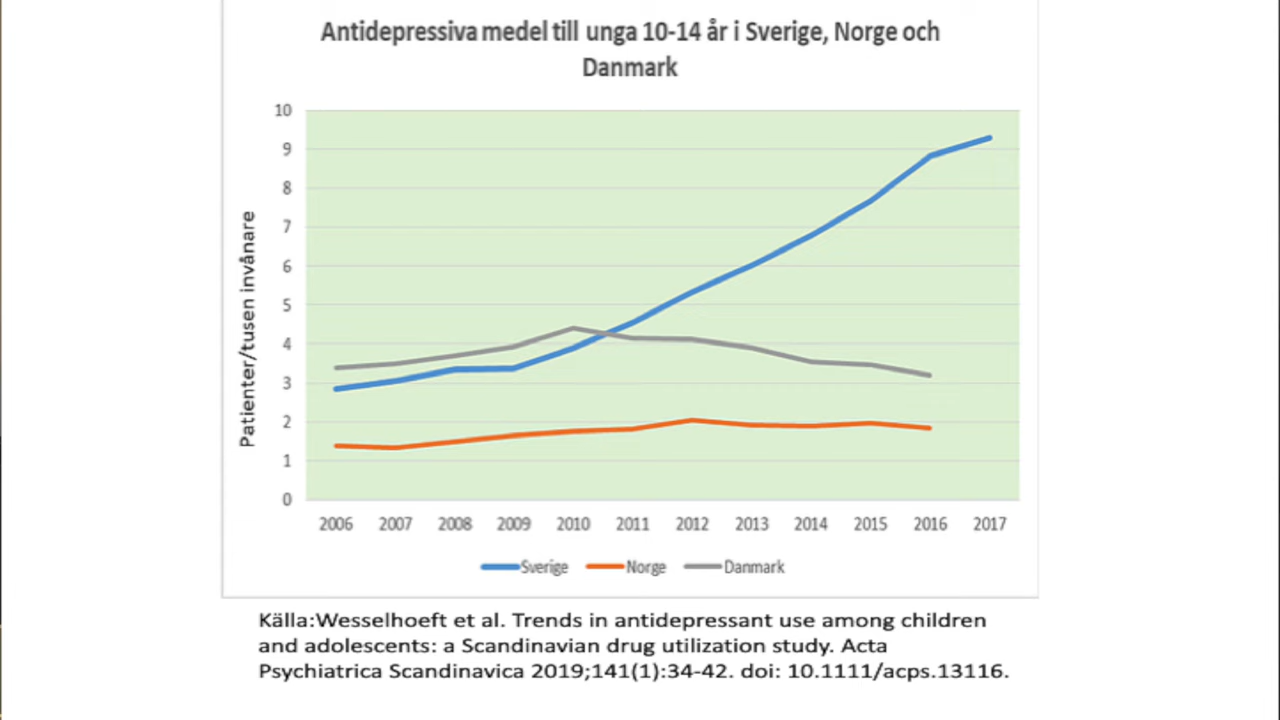 Antidepressiva medel till unga 10-14 år i Sverige, Norge och
Danmark
Patienter/tusen invånare
10
9
8
7
6
5
4
3
2
1
0
2006 2007 2008 2009 2010 2011 2012 2013 2014 2015 2016 2017
Sverige Norge Danmark
Källa:Wesselhoeft et al. Trends in antidepressant use among children
and adolescents: a Scandinavian drug utilization study. Acta
Psychiatrica Scandinavica 2019;141(1):34-42. doi: 10.1111/acps.13116.